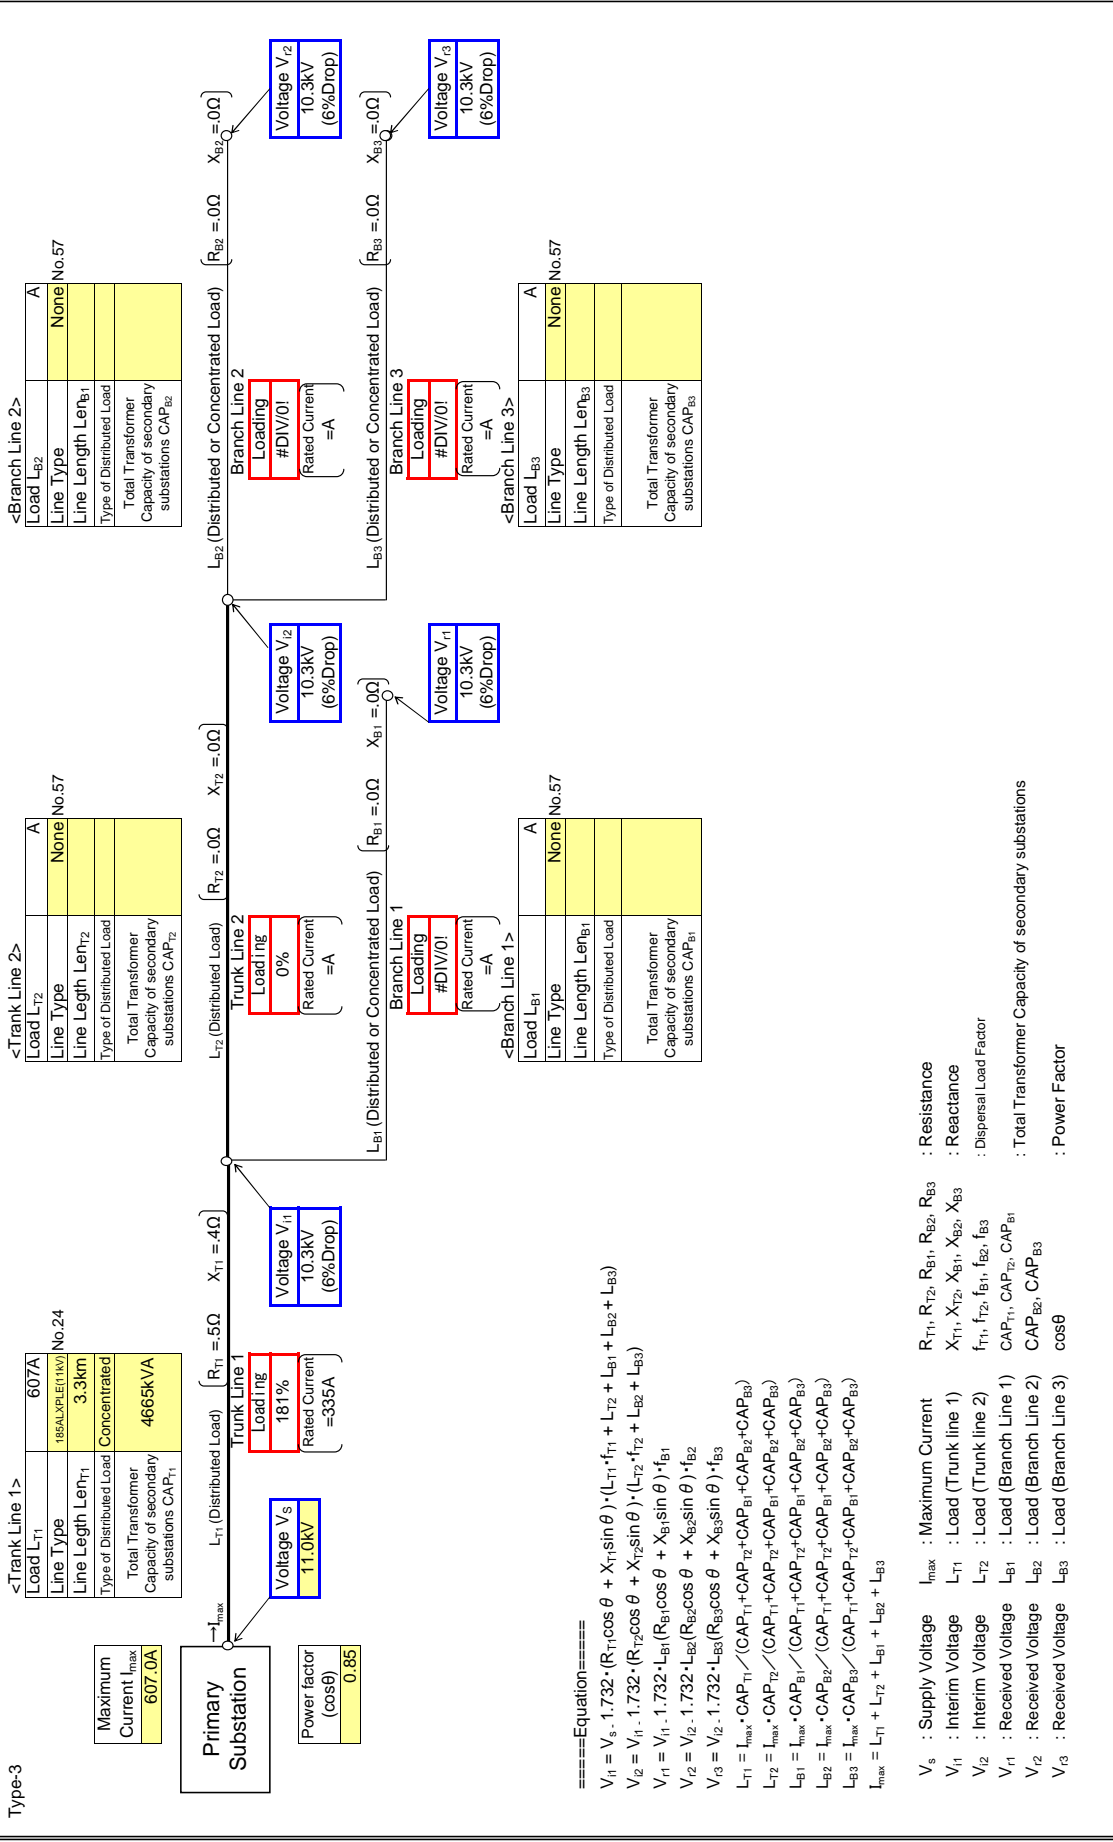 Type-3
Maximum
Current Imax
607.0A
Primary
Substation
→Imax
Power factor
(cosθ)
0.85
Voltage VS
11.0kV
<Trank Line 1>
Load LT1 607A
Line Type 185ALXPLE(11kV) No.24
Line Length LenT1 3.3km
Type of Distributed Load Concentrated
Total Transformer
Capacity of secondary
substations CAPT1
4665kVA
LT1 (Distributed Load) RT1 =.5Ω XT1 =.4Ω
Trunk Line 1
Loading
181%
Rated Current
=335A
Voltage Vi1
10.3kV
(6%Drop)
<Trank Line 2>
Load LT2 A
Line Type None No.57
Line Legth LenT2
Type of Distributed Load
Total Transformer
Capacity of secondary
substations CAPT2
LT2 (Distributed Load) RT2 =.0Ω XT2 =.0Ω
Trunk Line 2
Loading
0%
Rated Current
=A
Voltage Vi2
10.3kV
(6%Drop)
LB1 (Distributed or Concentrated Load) RB1 =.0Ω XB1 =.0Ω
Branch Line 1
Loading
#DIV/0!
Rated Current
=A
Voltage Vr1
10.3kV
(6%Drop)
<Branch Line 1>
Load LB1 A
Line Type None No.57
Line Length LenB1
Type of Distributed Load
Total Transformer
Capacity of secondary
substations CAPB1
<Branch Line 2>
Load LB2 A
Line Type None No.57
Line Length LenB1
Type of Distributed Load
Total Transformer
Capacity of secondary
substations CAPB2
LB2 (Distributed or Concentrated Load) RB2 =.0Ω XB2 =.0Ω
Branch Line 2
Loading
#DIV/0!
Rated Current
=A
Voltage Vr2
10.3kV
(6%Drop)
LB3 (Distributed or Concentrated Load) RB3 =.0Ω XB3 =.0Ω
Branch Line 3
Loading
#DIV/0!
Rated Current
=A
Voltage Vr3
10.3kV
(6%Drop)
<Branch Line 3>
Load LB3 A
Line Type None No.57
Line Length LenB3
Type of Distributed Load
Total Transformer
Capacity of secondary
substations CAPB3
=====Equation=====
Vi1 = VS - 1.732・(RT1cosθ + XT1sinθ)・(LT1・fT1 + LT2 + LB1 + LB2 + LB3)
Vi2 = Vi1 - 1.732・(RT2cosθ + XT2sinθ)・(LT2・fT2 + LB2 + LB3)
Vr1 = Vi1 - 1.732・LB1(RB1cosθ + XB1sinθ)・fB1
Vr2 = Vi2 - 1.732・LB2(RB2cosθ + XB2sinθ)・fB2
Vr3 = Vi2 - 1.732・LB3(RB3cosθ + XB3sinθ)・fB3
LT1 = Imax・CAPT1／(CAPT1+CAPT2+CAPB1+CAPB2+CAPB3)
LT2 = Imax・CAPT2／(CAPT1+CAPT2+CAPB1+CAPB2+CAPB3)
LB1 = Imax・CAPB1／(CAPT1+CAPT2+CAPB1+CAPB2+CAPB3)
LB2 = Imax・CAPB2／(CAPT1+CAPT2+CAPB1+CAPB2+CAPB3)
LB3 = Imax・CAPB3／(CAPT1+CAPT2+CAPB1+CAPB2+CAPB3)
Imax = LT1 + LT2 + LB1 + LB2 + LB3
Vs : Supply Voltage Imax : Maximum Current RT1, RT2, RB1, RB2, RB3 : Resistance
Vi1 : Interim Voltage LT1 : Load (Trunk line 1) XT1, XT2, XB1, XB2, XB3 : Reactance
Vi2 : Interim Voltage LT2 : Load (Trunk line 2) fT1, fT2, fB1, fB2, fB3 : Dispersal Load Factor
Vr1 : Received Voltage LB1 : Load (Branch Line 1) CAPT1, CAPT2, CAPB1 : Total Transformer Capacity of secondary substations
Vr2 : Received Voltage LB2 : Load (Branch Line 2) CAPB2, CAPB3
Vr3 : Received Voltage LB3 : Load (Branch Line 3) cosθ : Power Factor